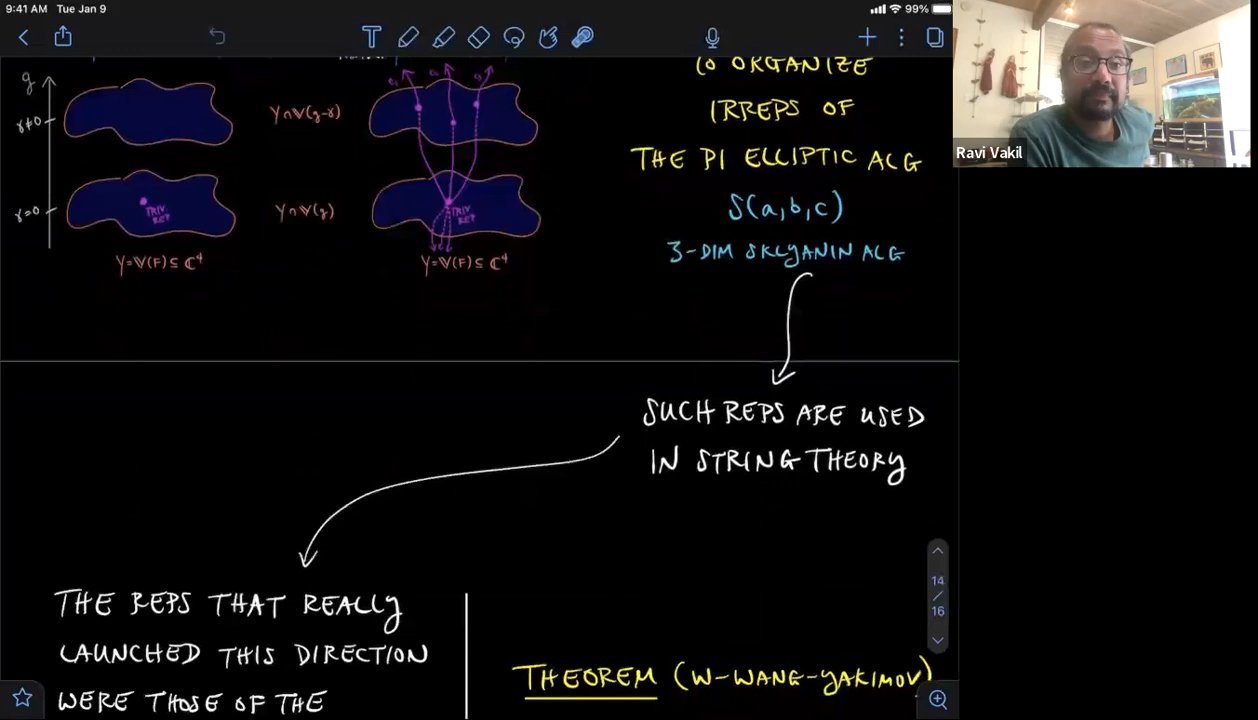 9:41 AM Tue Jan 9
99%
TO ORGANIZE
IRREPS OF
THE PI ELLIPTIC ALG
S(a,b,c)
3-DIM SKLYANIN ALG
g
γ≠0
Y∩𝕍(g-γ)
γ=0
TRIV
REP
Y∩𝕍(g)
TRIV
REP
Y=𝕍(F)⊆ℂ⁴
Y=𝕍(F)⊆ℂ⁴
SUCH REPS ARE USED
IN STRING THEORY
THE REPS THAT REALLY
LAUNCHED THIS DIRECTION
WERE THOSE OF THE
THEOREM (W-WANG-YAKIMOV)
14
/
16
Ravi Vakil